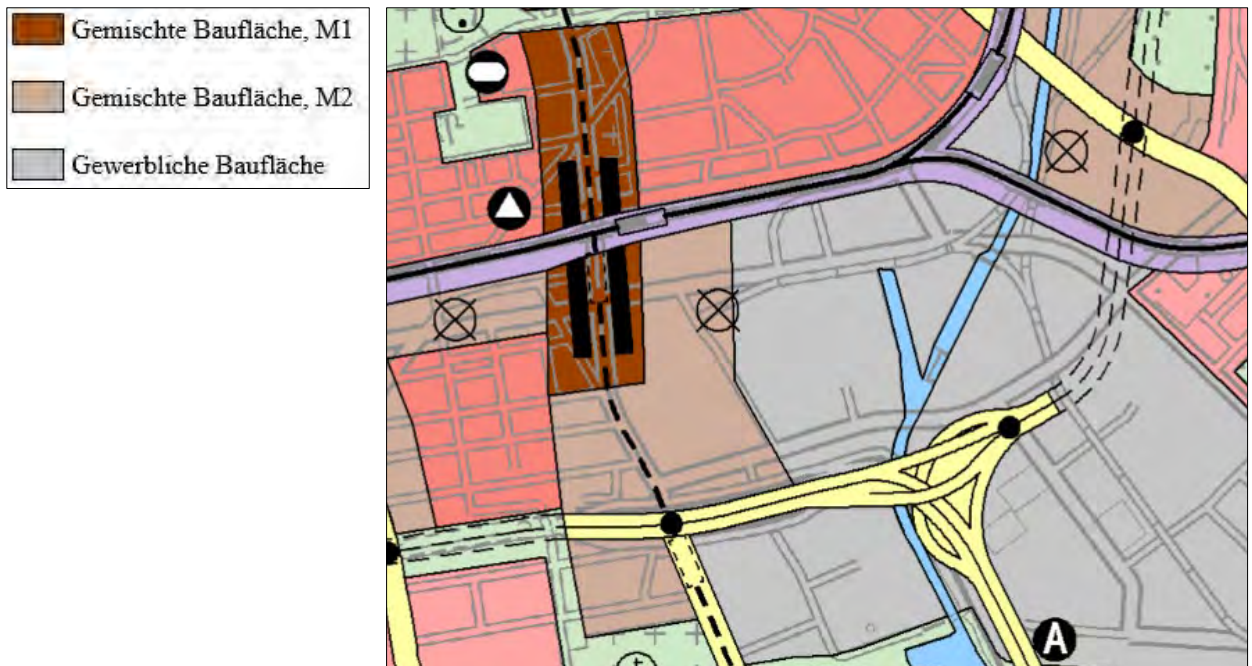 Gemischte Baufläche, M1
Gemischte Baufläche, M2
Gewerbliche Baufläche
A